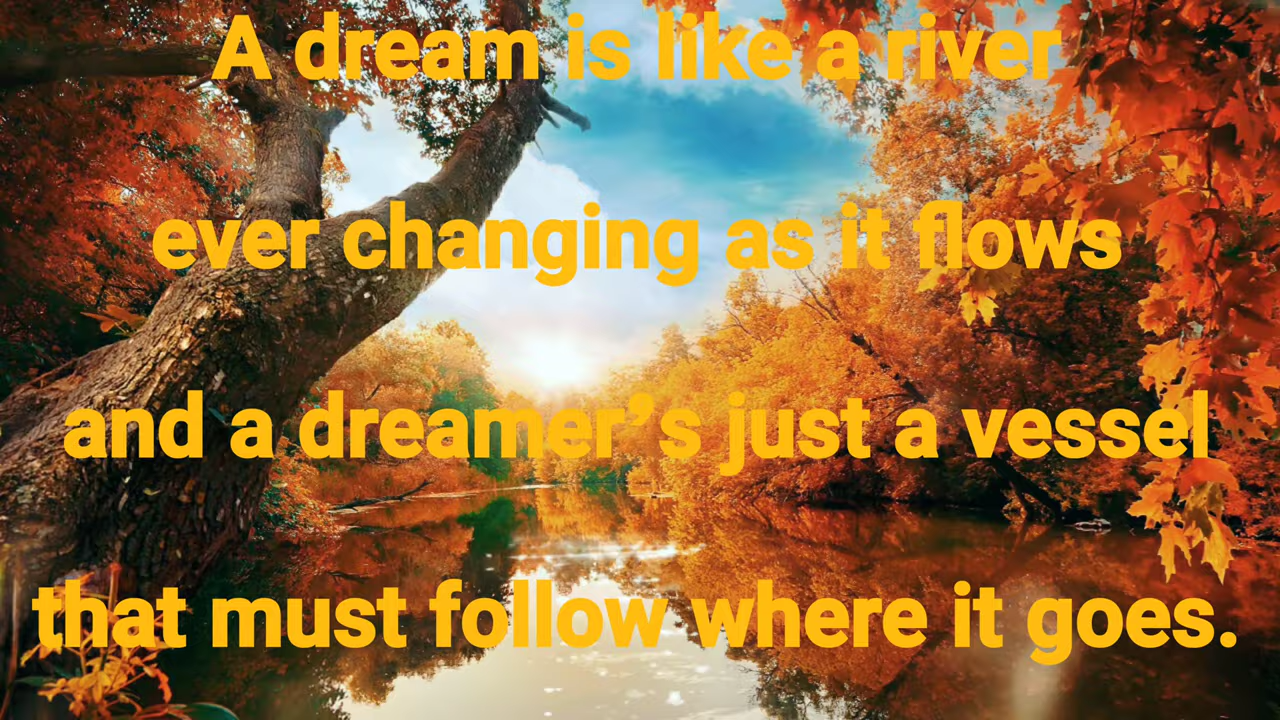 A dream is like a river
ever changing as it flows
and a dreamer’s just a vessel
that must follow where it goes.